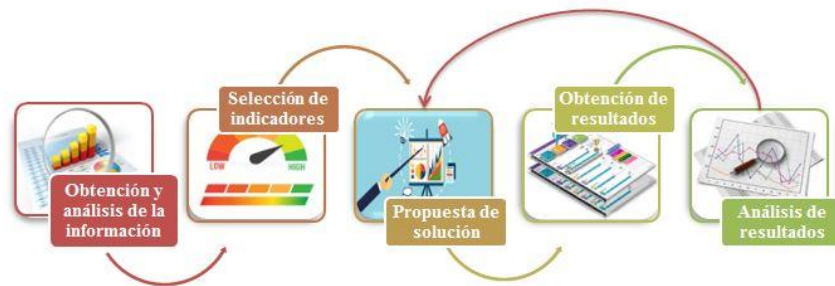 Obtención y
análisis de la
información
Selección de
indicadores
LOW
HIGH
Propuesta de
solución
Obtención de
resultados
Análisis de
resultados